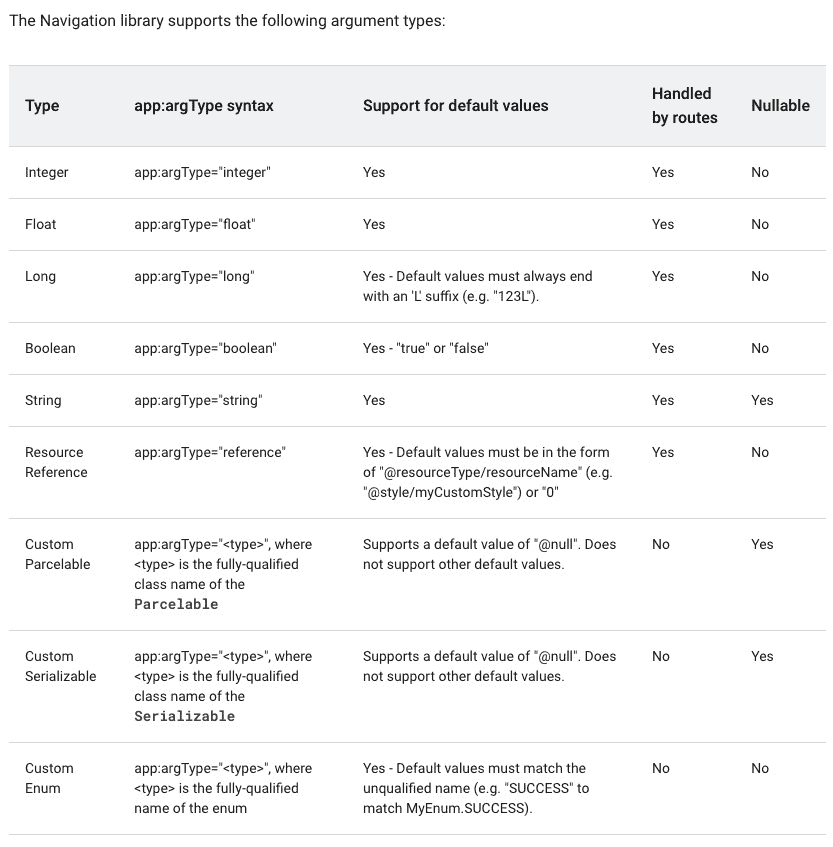 The Navigation library supports the following argument types:
Type app:argType syntax Support for default values Handled by routes Nullable
Integer app:argType="integer" Yes Yes No
Float app:argType="float" Yes Yes No
Long app:argType="long" Yes - Default values must always end Yes No
with an 'L' suffix (e.g. "123L").
Boolean app:argType="boolean" Yes - "true" or "false" Yes No
String app:argType="string" Yes Yes Yes
Resource app:argType="reference" Yes - Default values must be in the form Yes No
Reference of "@resourceType/resourceName" (e.g.
"@style/myCustomStyle") or "0"
Custom app:argType="<type>", where Supports a default value of "@null". Does No Yes
Parcelable <type> is the fully-qualified not support other default values.
class name of the
Parcelable
Custom app:argType="<type>", where Supports a default value of "@null". Does No Yes
Serializable <type> is the fully-qualified not support other default values.
class name of the
Serializable
Custom app:argType="<type>", where Yes - Default values must match the No No
Enum <type> is the fully-qualified unqualified name (e.g. "SUCCESS" to
name of the enum match MyEnum.SUCCESS).